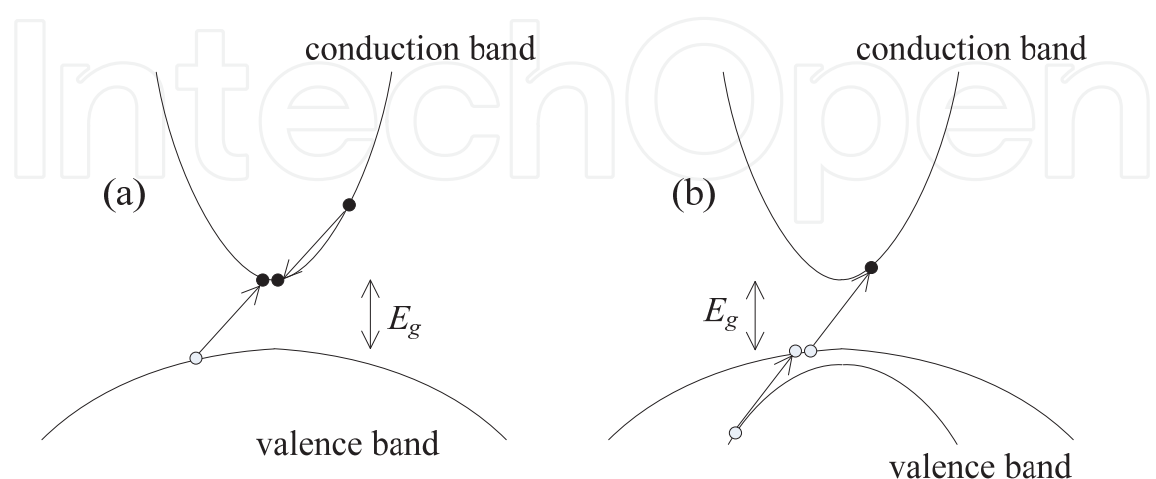 IntechOpen
conduction band
conduction band
(a)
(b)
E_g
E_g
valence band
valence band